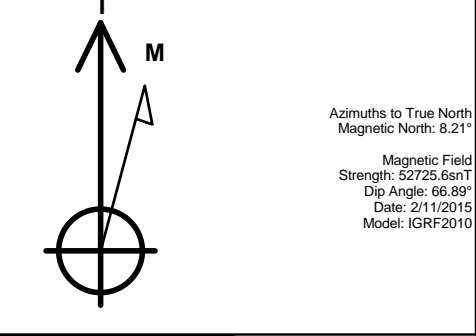 M
Azimuths to True North
Magnetic North: 8.21°
Magnetic Field
Strength: 52725.6snT
Dip Angle: 66.89°
Date: 2/11/2015
Model: IGRF2010